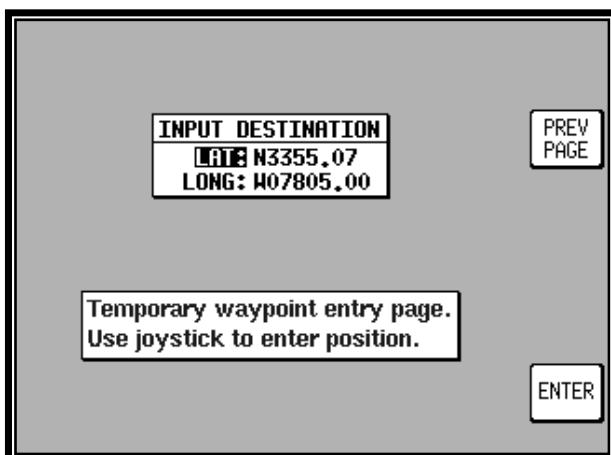 INPUT DESTINATION
LAT: N3355.07
LONG: W07805.00
PREV
PAGE
Temporary waypoint entry page.
Use joystick to enter position.
ENTER